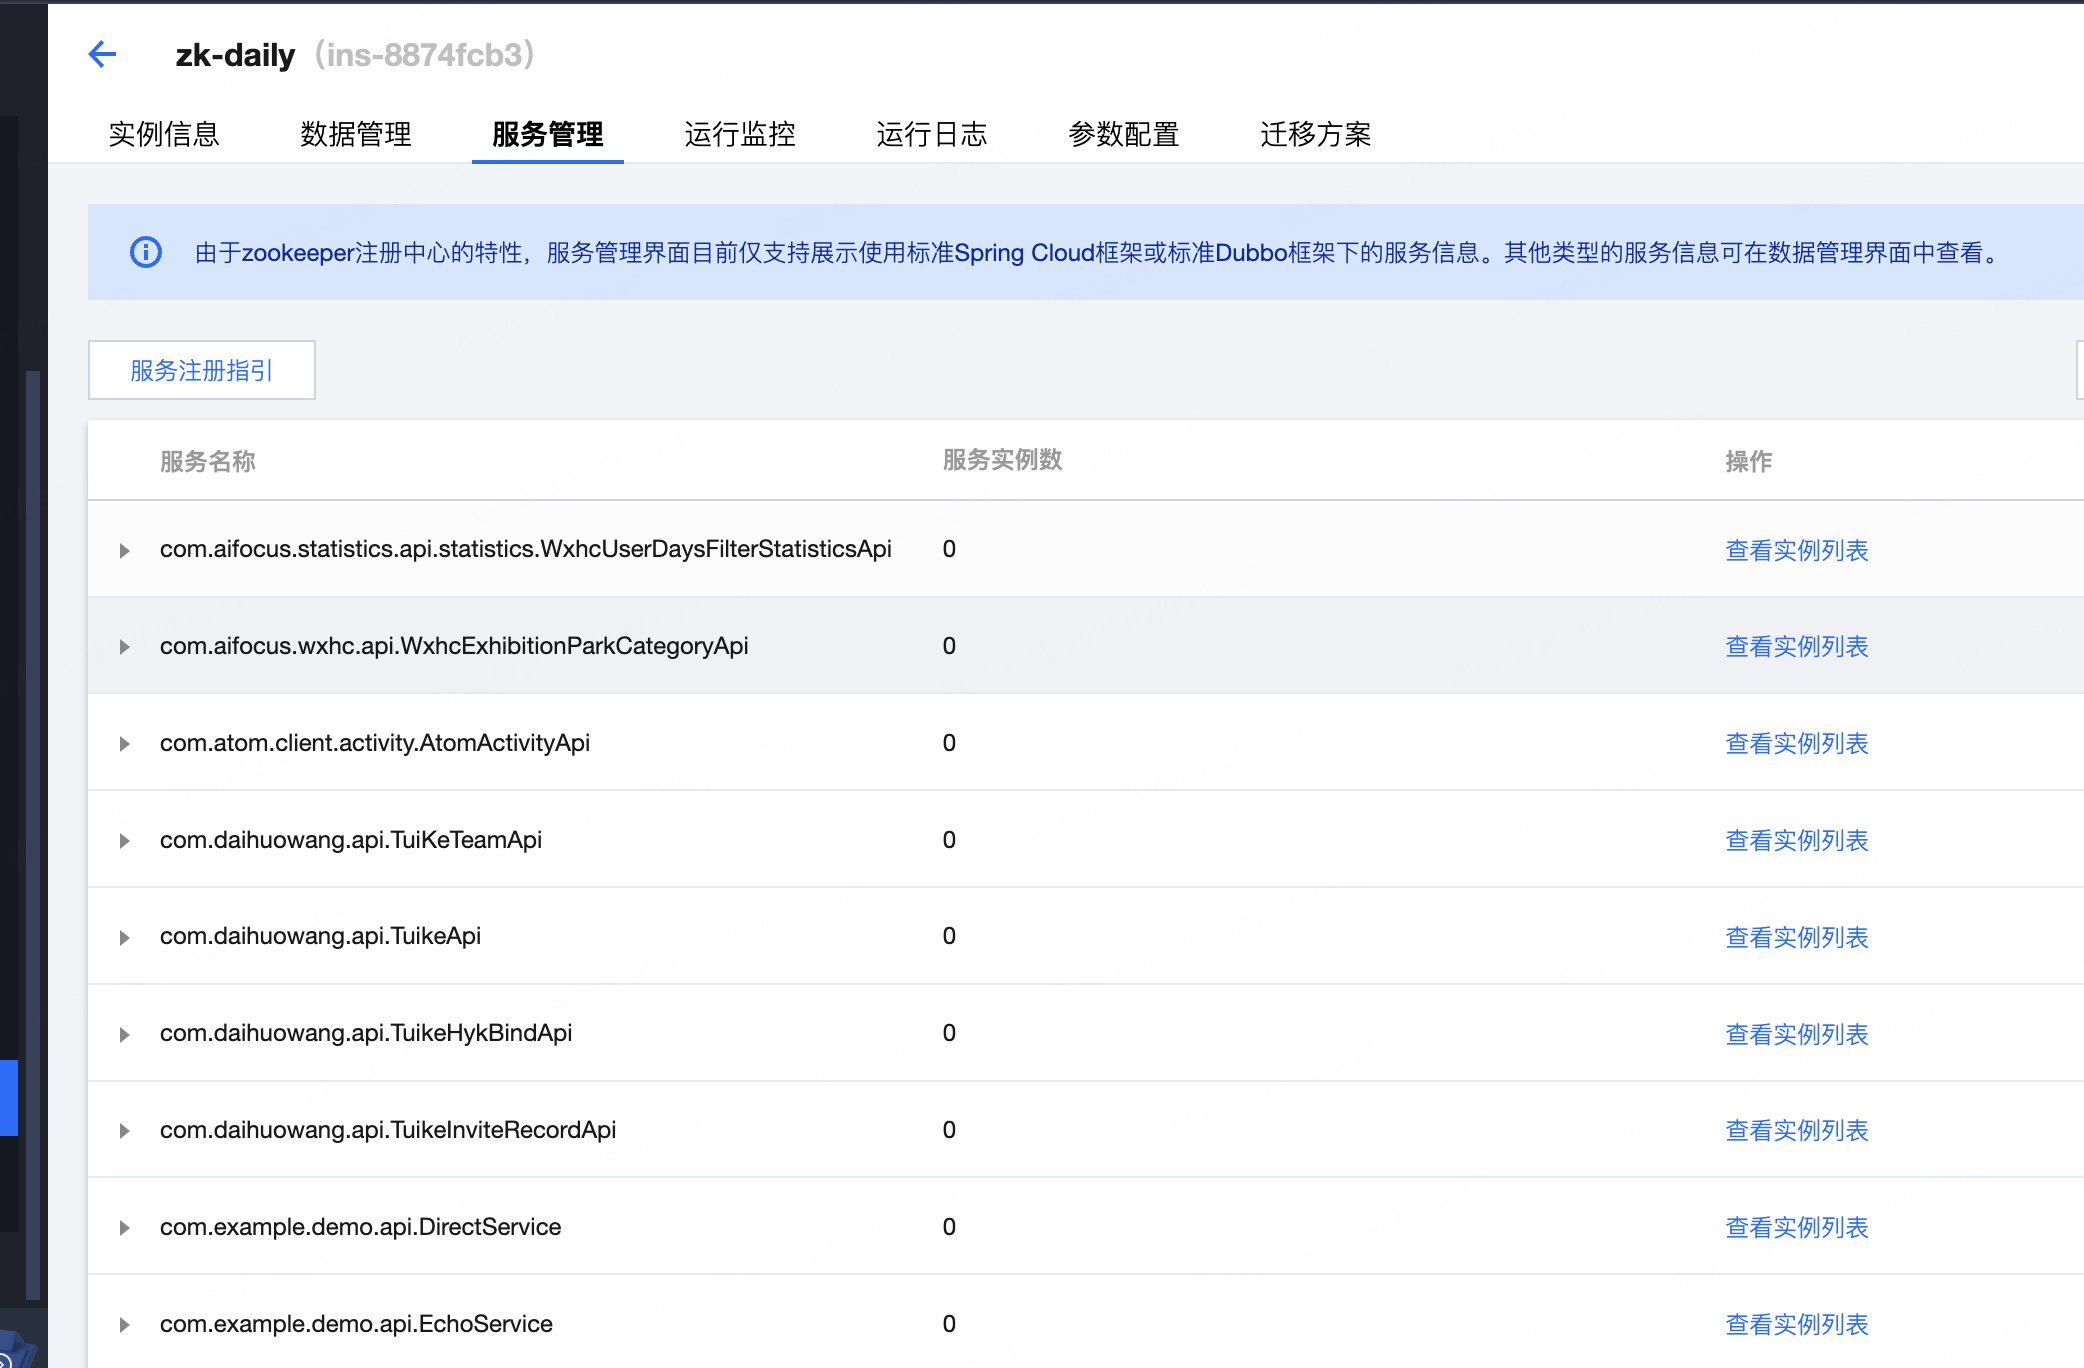 zk-daily（ins-8874fcb3）
实例信息 数据管理 服务管理 运行监控 运行日志 参数配置 迁移方案
由于zookeeper注册中心的特性，服务管理界面目前仅支持展示使用标准Spring Cloud框架或标准Dubbo框架下的服务信息。其他类型的服务信息可在数据管理界面中查看。
服务注册指引
服务名称 服务实例数 操作
com.aifocus.statistics.api.statistics.WxhcUserDaysFilterStatisticsApi 0 查看实例列表
com.aifocus.wxhc.api.WxhcExhibitionParkCategoryApi 0 查看实例列表
com.atom.client.activity.AtomActivityApi 0 查看实例列表
com.daihuowang.api.TuiKeTeamApi 0 查看实例列表
com.daihuowang.api.TuikeApi 0 查看实例列表
com.daihuowang.api.TuikeHykBindApi 0 查看实例列表
com.daihuowang.api.TuikeInviteRecordApi 0 查看实例列表
com.example.demo.api.DirectService 0 查看实例列表
com.example.demo.api.EchoService 0 查看实例列表